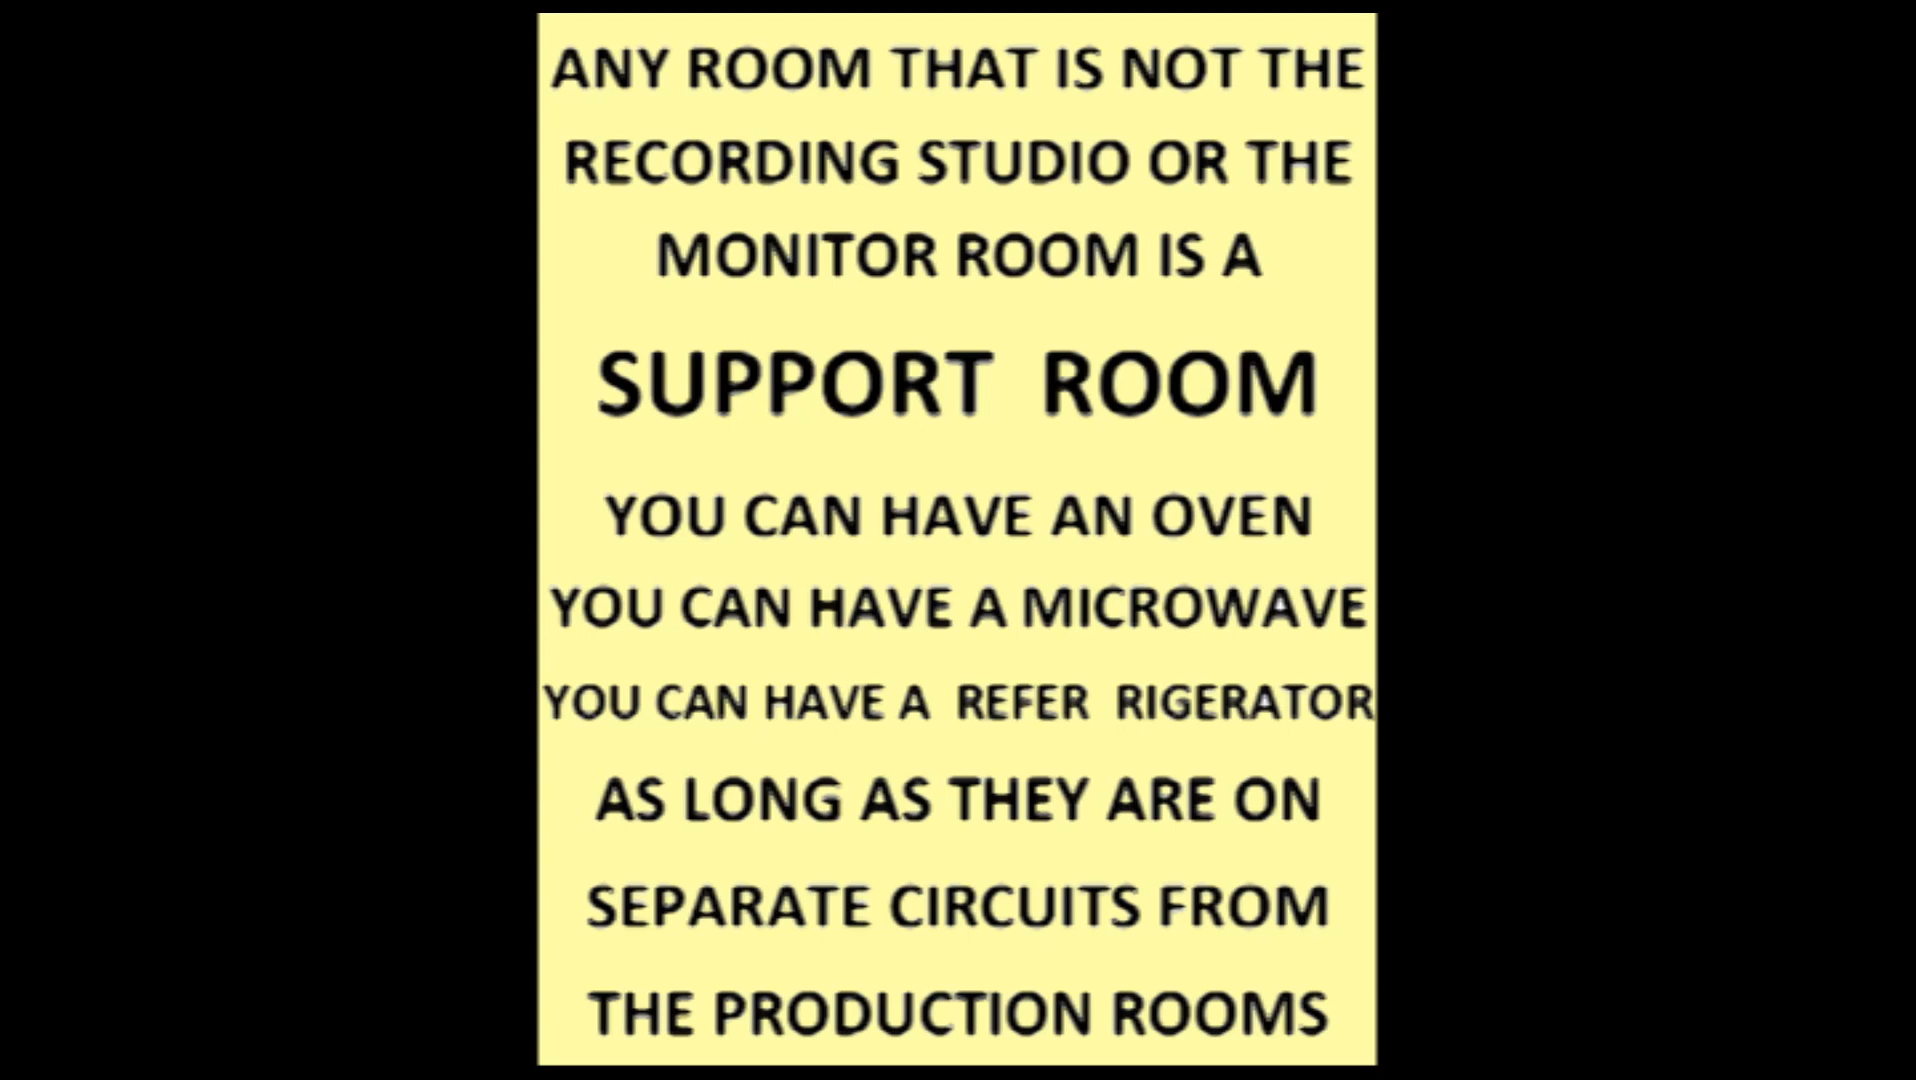 ANY ROOM THAT IS NOT THE
RECORDING STUDIO OR THE
MONITOR ROOM IS A
SUPPORT ROOM
YOU CAN HAVE AN OVEN
YOU CAN HAVE A MICROWAVE
YOU CAN HAVE A REFER RIGERATOR
AS LONG AS THEY ARE ON
SEPARATE CIRCUITS FROM
THE PRODUCTION ROOMS